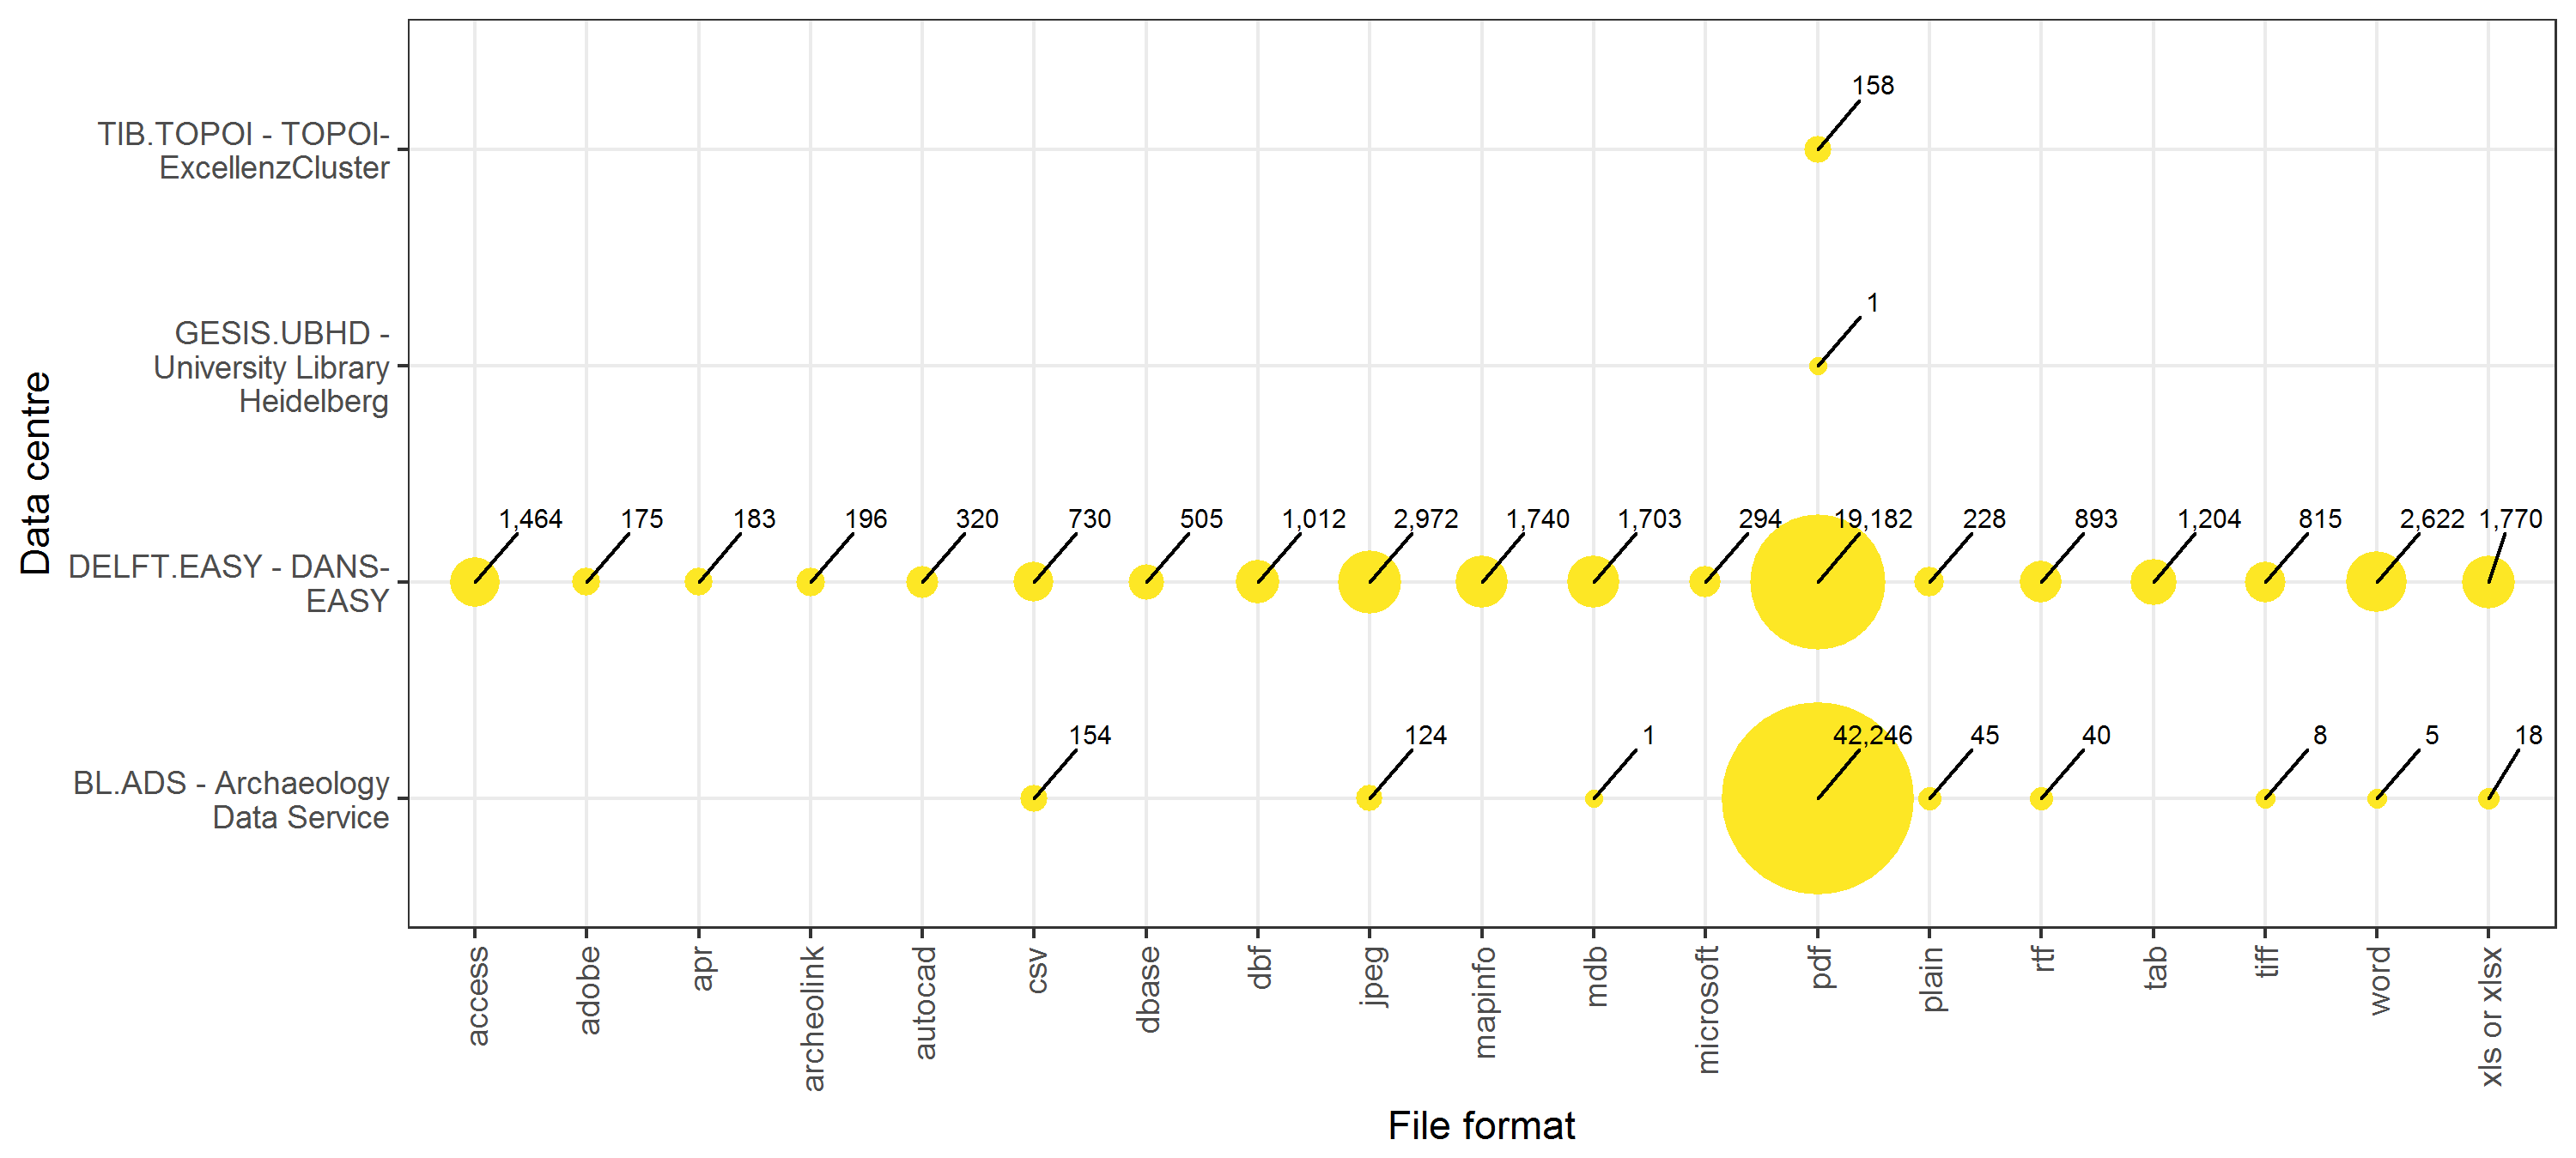 Data centre
TIB.TOPOI - TOPOI-
ExcellenzCluster
158
GESIS.UBHD -
University Library
Heidelberg
1
DELFT.EASY - DANS-
EASY
1,464 175 183 196 320 730 505 1,012 2,972 1,740 1,703 294 19,182 228 893 1,204 815 2,622 1,770
BL.ADS - Archaeology
Data Service
154 124 1 42,246 45 40 8 5 18
access
adobe
apr
archeolink
autocad
csv
dbase
dbf
jpeg
mapinfo
mdb
microsoft
pdf
plain
rtf
tab
tiff
word
xls or xlsx
File format